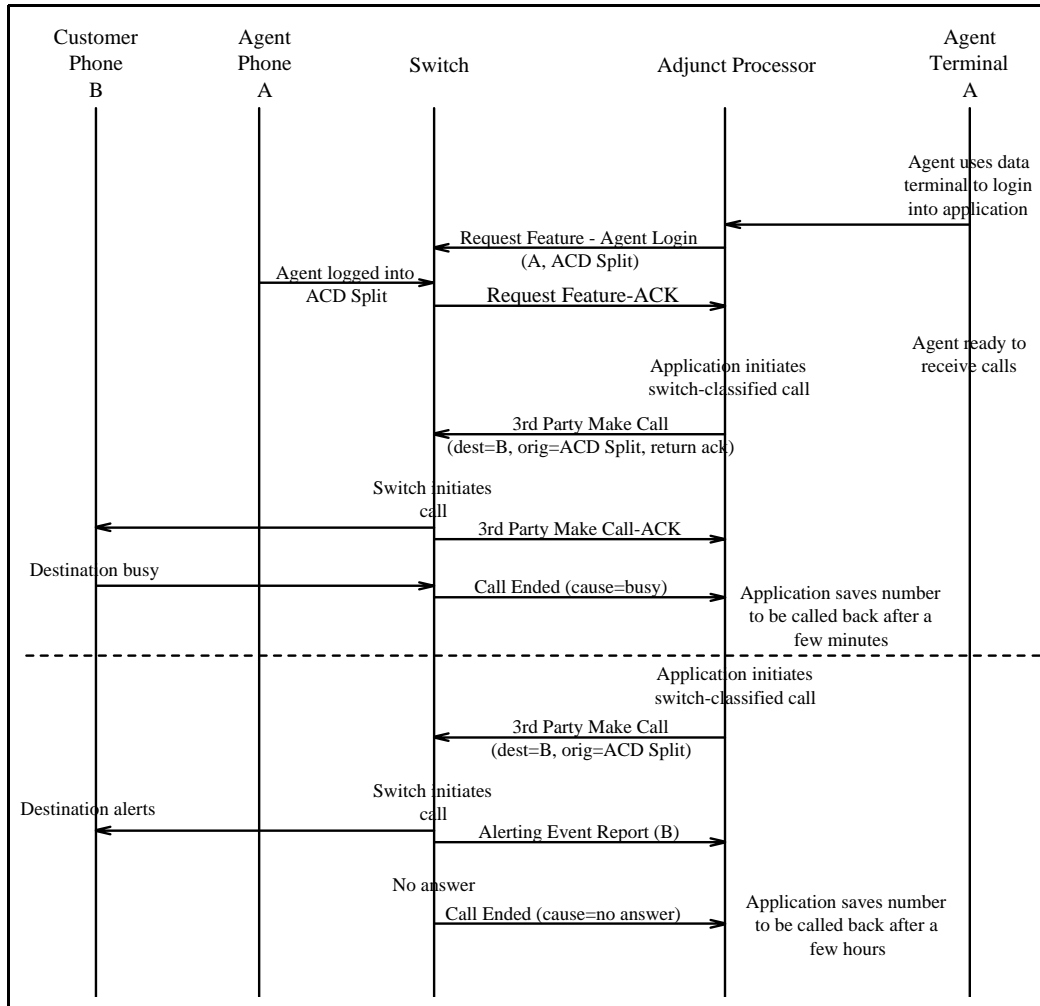 Customer
Phone
B
Agent
Phone
A
Switch
Adjunct Processor
Agent
Terminal
A
Agent uses data
terminal to login
into application
Request Feature - Agent Login
(A, ACD Split)
Agent logged into
ACD Split
Request Feature-ACK
Agent ready to
receive calls
Application initiates
switch-classified call
3rd Party Make Call
(dest=B, orig=ACD Split, return ack)
Switch initiates
call
3rd Party Make Call-ACK
Destination busy
Call Ended (cause=busy)
Application saves number
to be called back after a
few minutes
Application initiates
switch-classified call
3rd Party Make Call
(dest=B, orig=ACD Split)
Switch initiates
call
Destination alerts
Alerting Event Report (B)
No answer
Call Ended (cause=no answer)
Application saves number
to be called back after a
few hours